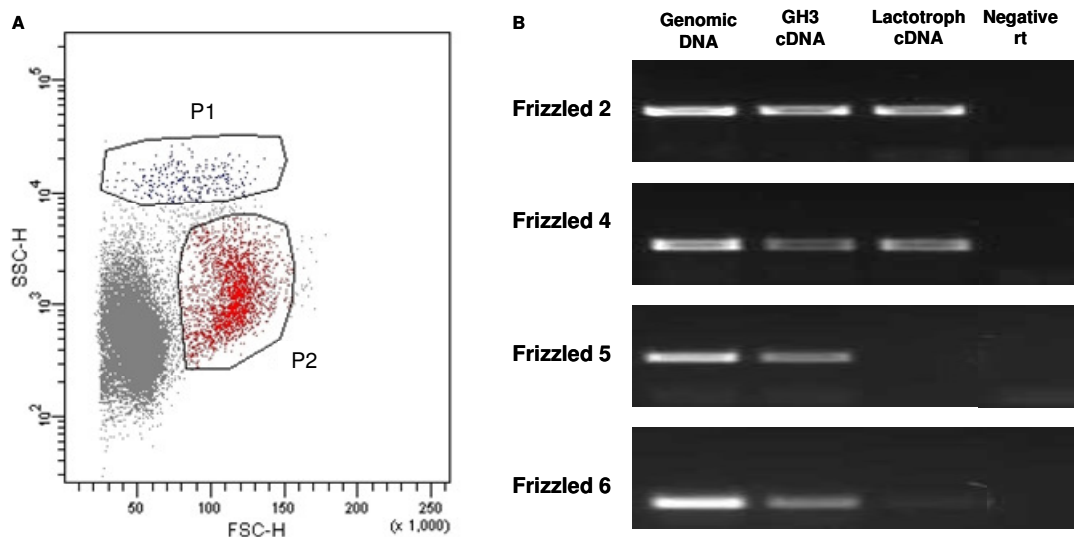 A
P1
P2
SSC-H
10^5
10^4
10^3
10^2
50 100 150 200 250
FSC-H
(x 1,000)
B
Genomic DNA
GH3 cDNA
Lactotroph cDNA
Negative rt
Frizzled 2
Frizzled 4
Frizzled 5
Frizzled 6